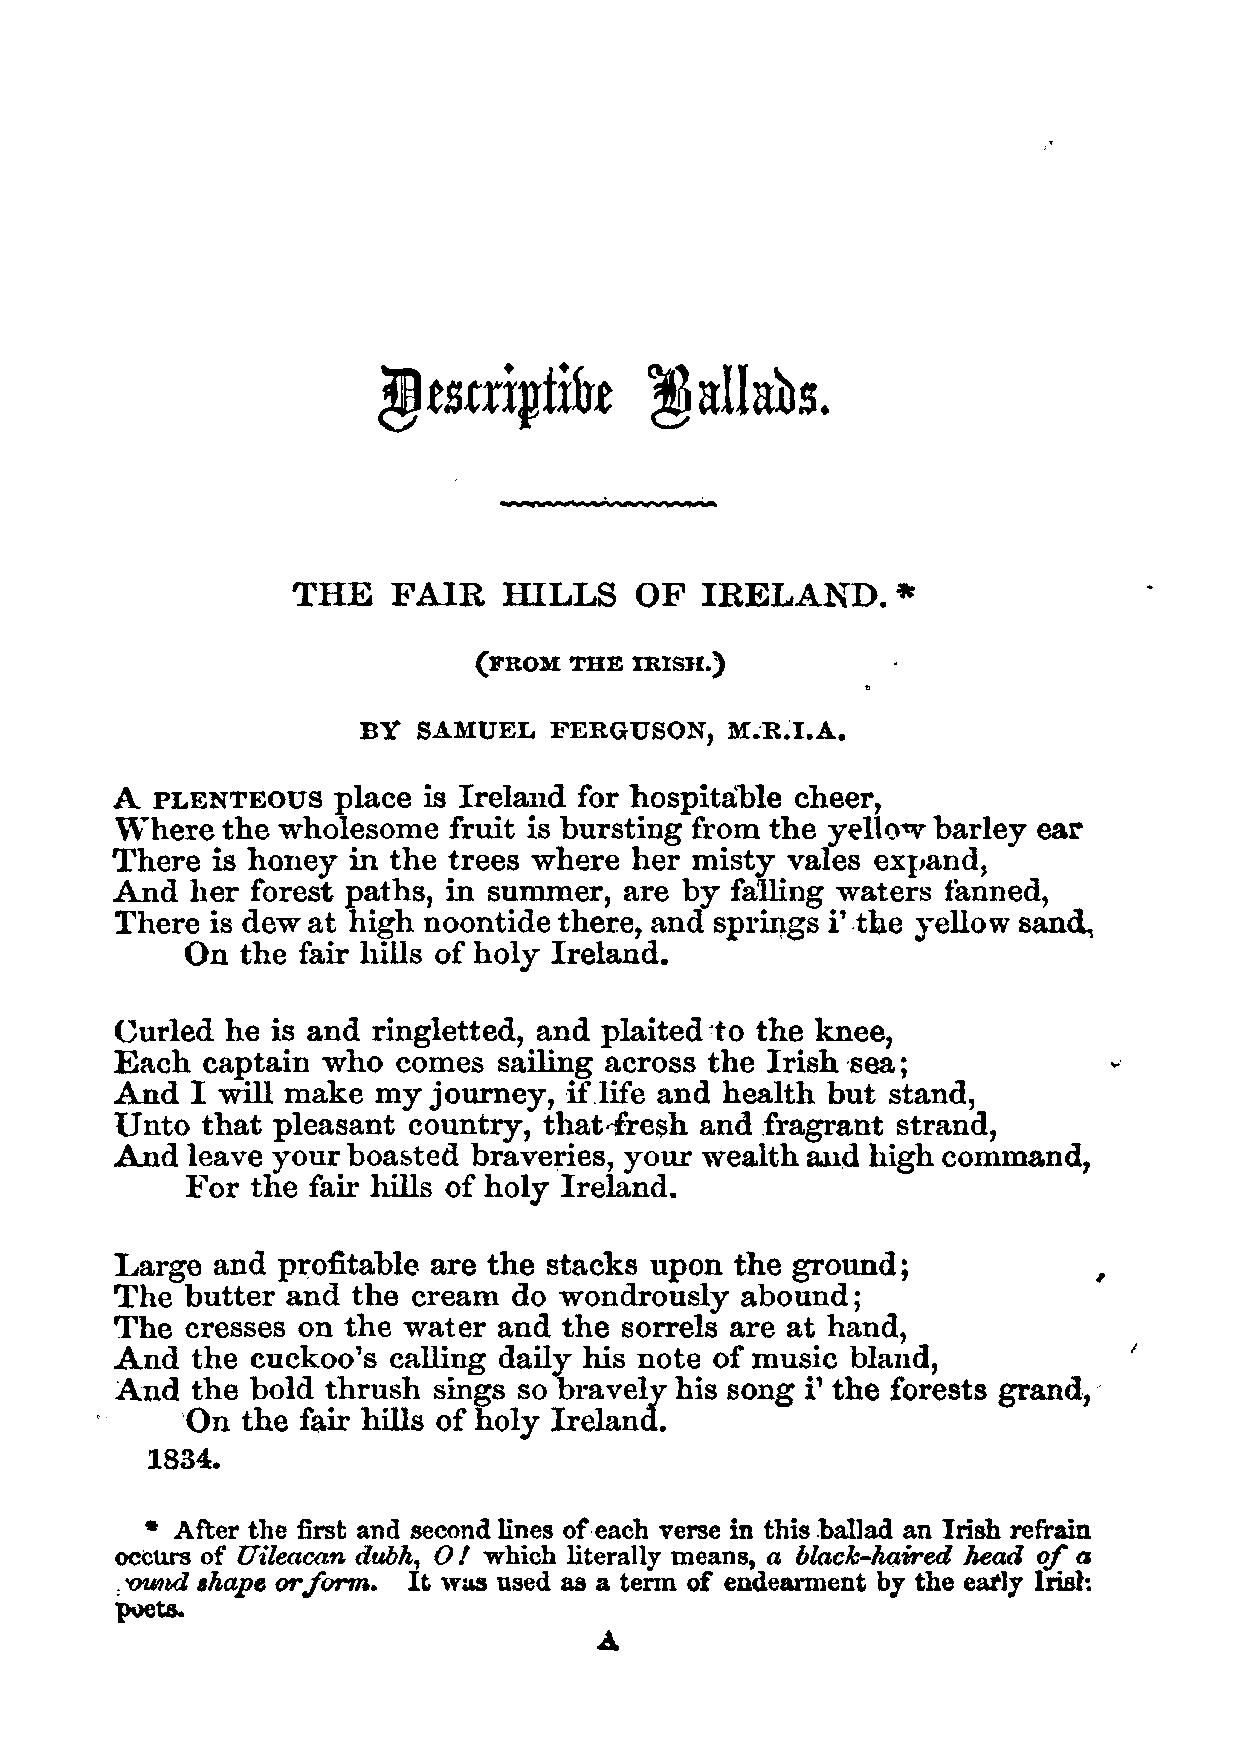 Descriptive Ballads.
THE FAIR HILLS OF IRELAND.*
(FROM THE IRISH.)
BY SAMUEL FERGUSON, M.R.I.A.
A PLENTEOUS place is Ireland for hospitable cheer,
Where the wholesome fruit is bursting from the yellow barley ear
There is honey in the trees where her misty vales expand,
And her forest paths, in summer, are by falling waters fanned,
There is dew at high noontide there, and springs i' the yellow sand,
On the fair hills of holy Ireland.
Curled he is and ringletted, and plaited to the knee,
Each captain who comes sailing across the Irish sea;
And I will make my journey, if life and health but stand,
Unto that pleasant country, that fresh and fragrant strand,
And leave your boasted braveries, your wealth and high command,
For the fair hills of holy Ireland.
Large and profitable are the stacks upon the ground;
The butter and the cream do wondrously abound;
The cresses on the water and the sorrels are at hand,
And the cuckoo's calling daily his note of music bland,
And the bold thrush sings so bravely his song i' the forests grand,
On the fair hills of holy Ireland.
1834.
* After the first and second lines of each verse in this ballad an Irish refrain
occurs of Uileacan dubh, O! which literally means, a black-haired head of a
round shape or form. It was used as a term of endearment by the early Irish
poets.
A